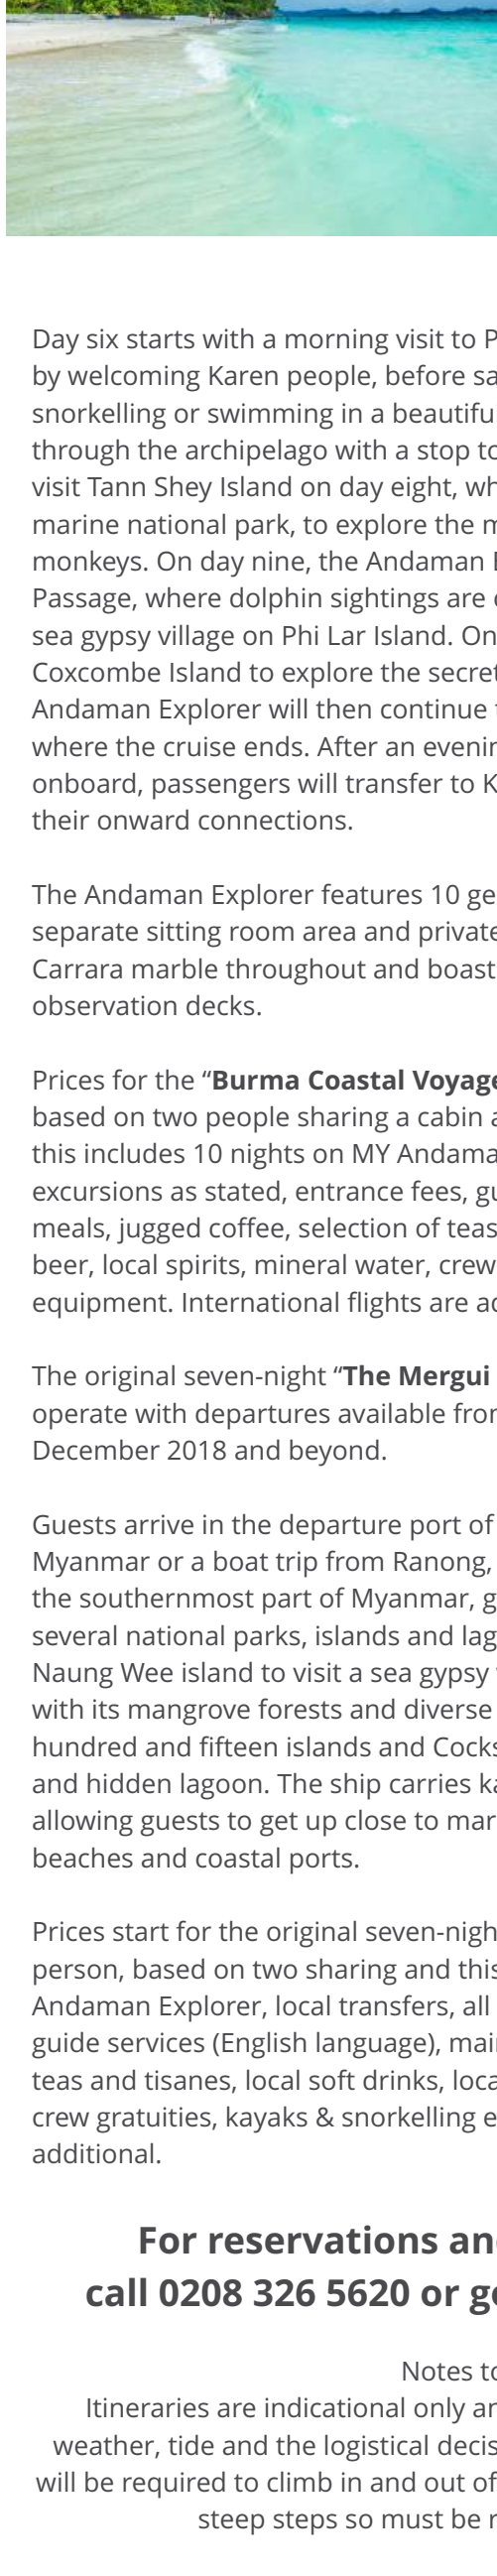 Day six starts with a morning visit to P
by welcoming Karen people, before sa
snorkelling or swimming in a beautiful
through the archipelago with a stop to
visit Tann Shey Island on day eight, wh
marine national park, to explore the m
monkeys. On day nine, the Andaman E
Passage, where dolphin sightings are c
sea gypsy village on Phi Lar Island. On
Coxcombe Island to explore the secret
Andaman Explorer will then continue t
where the cruise ends. After an evenin
onboard, passengers will transfer to K
their onward connections.
The Andaman Explorer features 10 ge
separate sitting room area and private
Carrara marble throughout and boast
observation decks.
Prices for the “Burma Coastal Voyage
based on two people sharing a cabin a
this includes 10 nights on MY Andama
excursions as stated, entrance fees, gu
meals, jugged coffee, selection of teas
beer, local spirits, mineral water, crew
equipment. International flights are ad
The original seven-night “The Mergui
operate with departures available from
December 2018 and beyond.
Guests arrive in the departure port of
Myanmar or a boat trip from Ranong,
the southernmost part of Myanmar, g
several national parks, islands and lag
Naung Wee island to visit a sea gypsy v
with its mangrove forests and diverse
hundred and fifteen islands and Cocks
and hidden lagoon. The ship carries ka
allowing guests to get up close to mar
beaches and coastal ports.
Prices start for the original seven-nigh
person, based on two sharing and this
Andaman Explorer, local transfers, all
guide services (English language), main
teas and tisanes, local soft drinks, loca
crew gratuities, kayaks & snorkelling e
additional.
For reservations and
call 0208 326 5620 or go
Notes to
Itineraries are indicational only an
weather, tide and the logistical decis
will be required to climb in and out of
steep steps so must be r